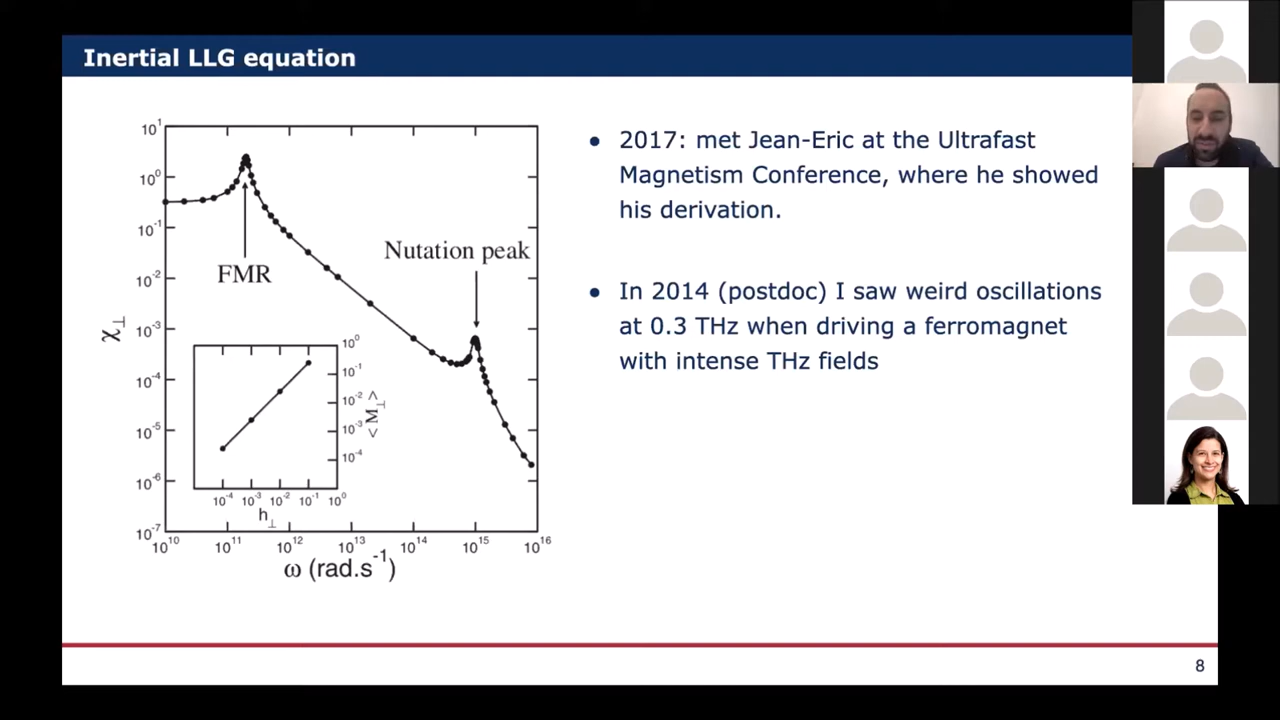 Inertial LLG equation
● 2017: met Jean-Eric at the Ultrafast
Magnetism Conference, where he showed
his derivation.
● In 2014 (postdoc) I saw weird oscillations
at 0.3 THz when driving a ferromagnet
with intense THz fields
10¹
10⁰
10⁻¹
10⁻²
10⁻³
10⁻⁴
10⁻⁵
10⁻⁶
10⁻⁷
χ⊥
FMR
Nutation peak
10⁰
10⁻¹
10⁻²
10⁻³
10⁻⁴
< M⊥ >
10⁻⁴ 10⁻³ 10⁻² 10⁻¹ 10⁰
h⊥
10¹⁰ 10¹¹ 10¹² 10¹³ 10¹⁴ 10¹⁵ 10¹⁶
ω (rad.s⁻¹)
8